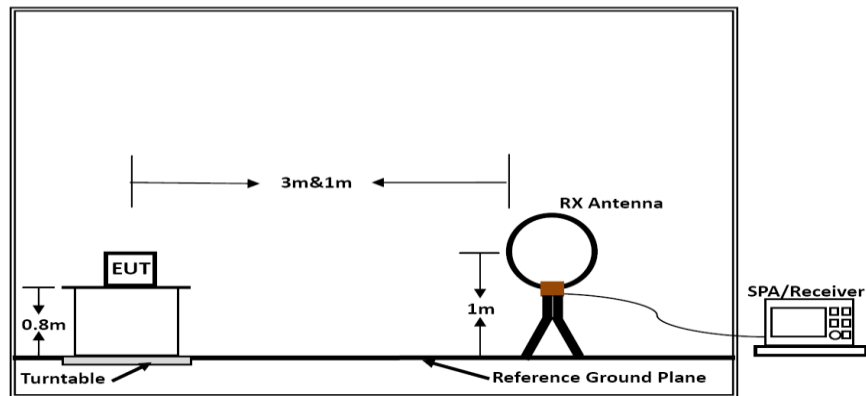 3m&1m
RX Antenna
EUT
SPA/Receiver
0.8m
1m
Turntable
Reference Ground Plane